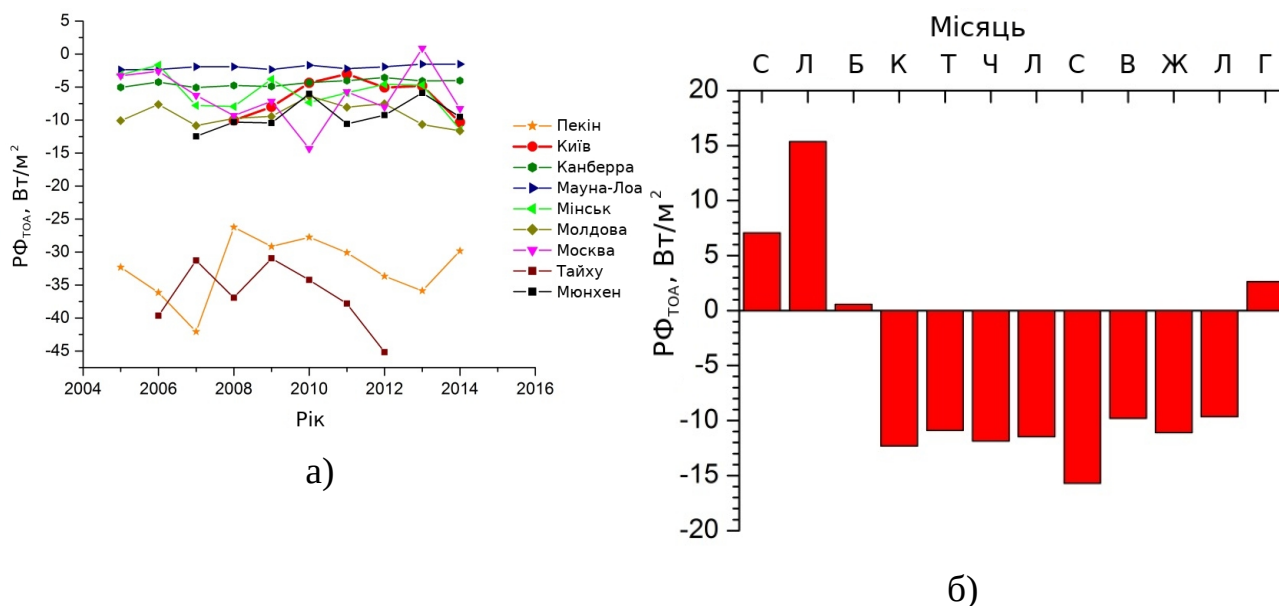 5
0
-5
-10
-15
-20
-25
-30
-35
-40
-45
РФTOA, Вт/м²
2004 2006 2008 2010 2012 2014 2016
Рік
Пекін
Київ
Канберра
Мауна-Лоа
Мінськ
Молдова
Москва
Тайху
Мюнхен
а)
Місяць
С Л Б К Т Ч Л С В Ж Л Г
20
15
10
5
0
-5
-10
-15
-20
РФTOA, Вт/м²
б)